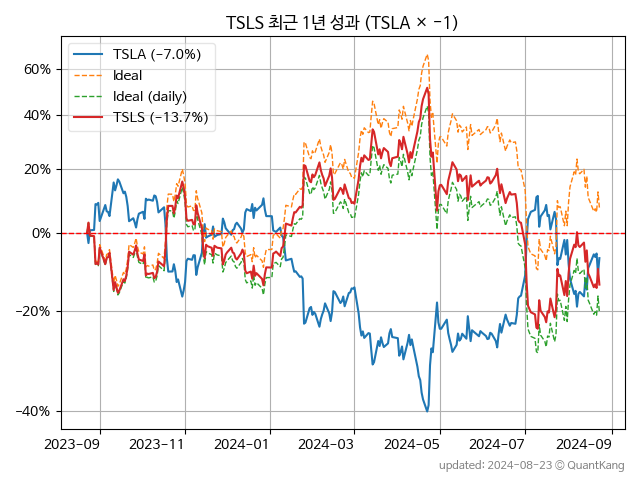 TSLS 최근 1년 성과 (TSLA × −1)
TSLA (−7.0%)
Ideal
Ideal (daily)
TSLS (−13.7%)
60%
40%
20%
0%
−20%
−40%
2023-09
2023-11
2024-01
2024-03
2024-05
2024-07
2024-09
updated: 2024-08-23 ⓒ QuantKang